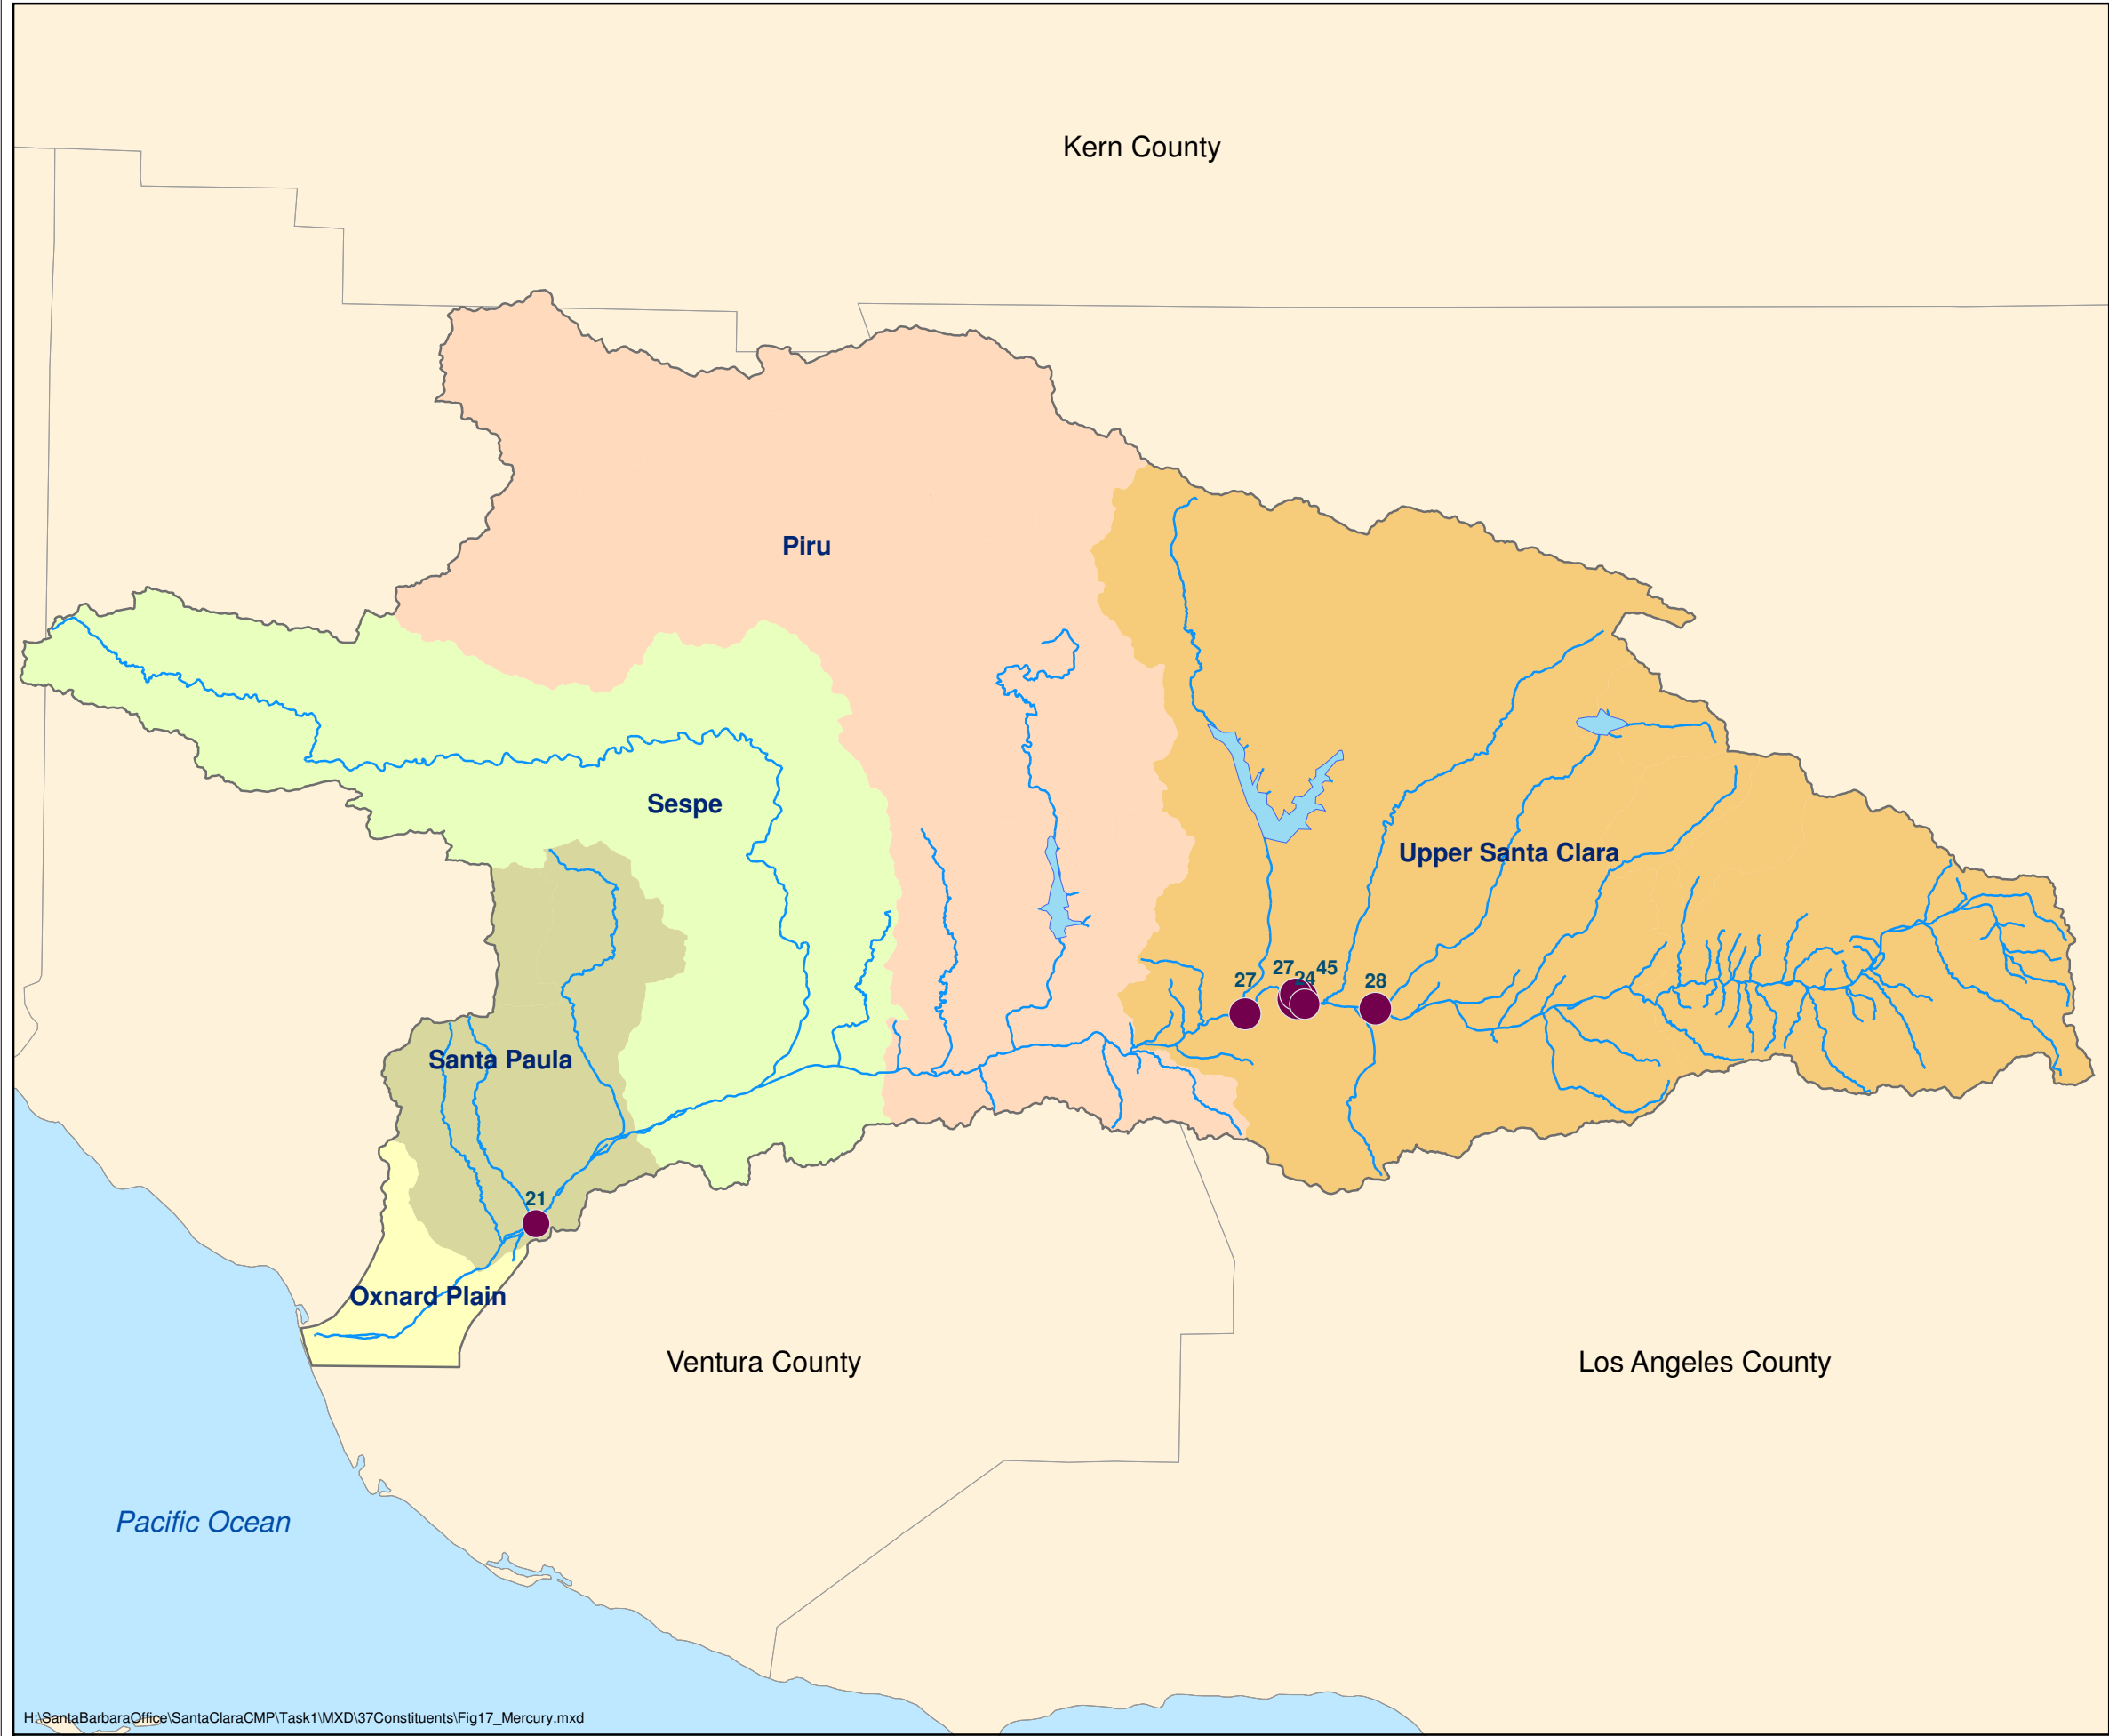 Kern County
Piru
Sespe
Upper Santa Clara
27
27
24
45
28
Santa Paula
21
Oxnard Plain
Ventura County
Los Angeles County
Pacific Ocean
H:\SantaBarbaraOffice\SantaClaraCMP\Task1\MXD\37Constituents\Fig17_Mercury.mxd